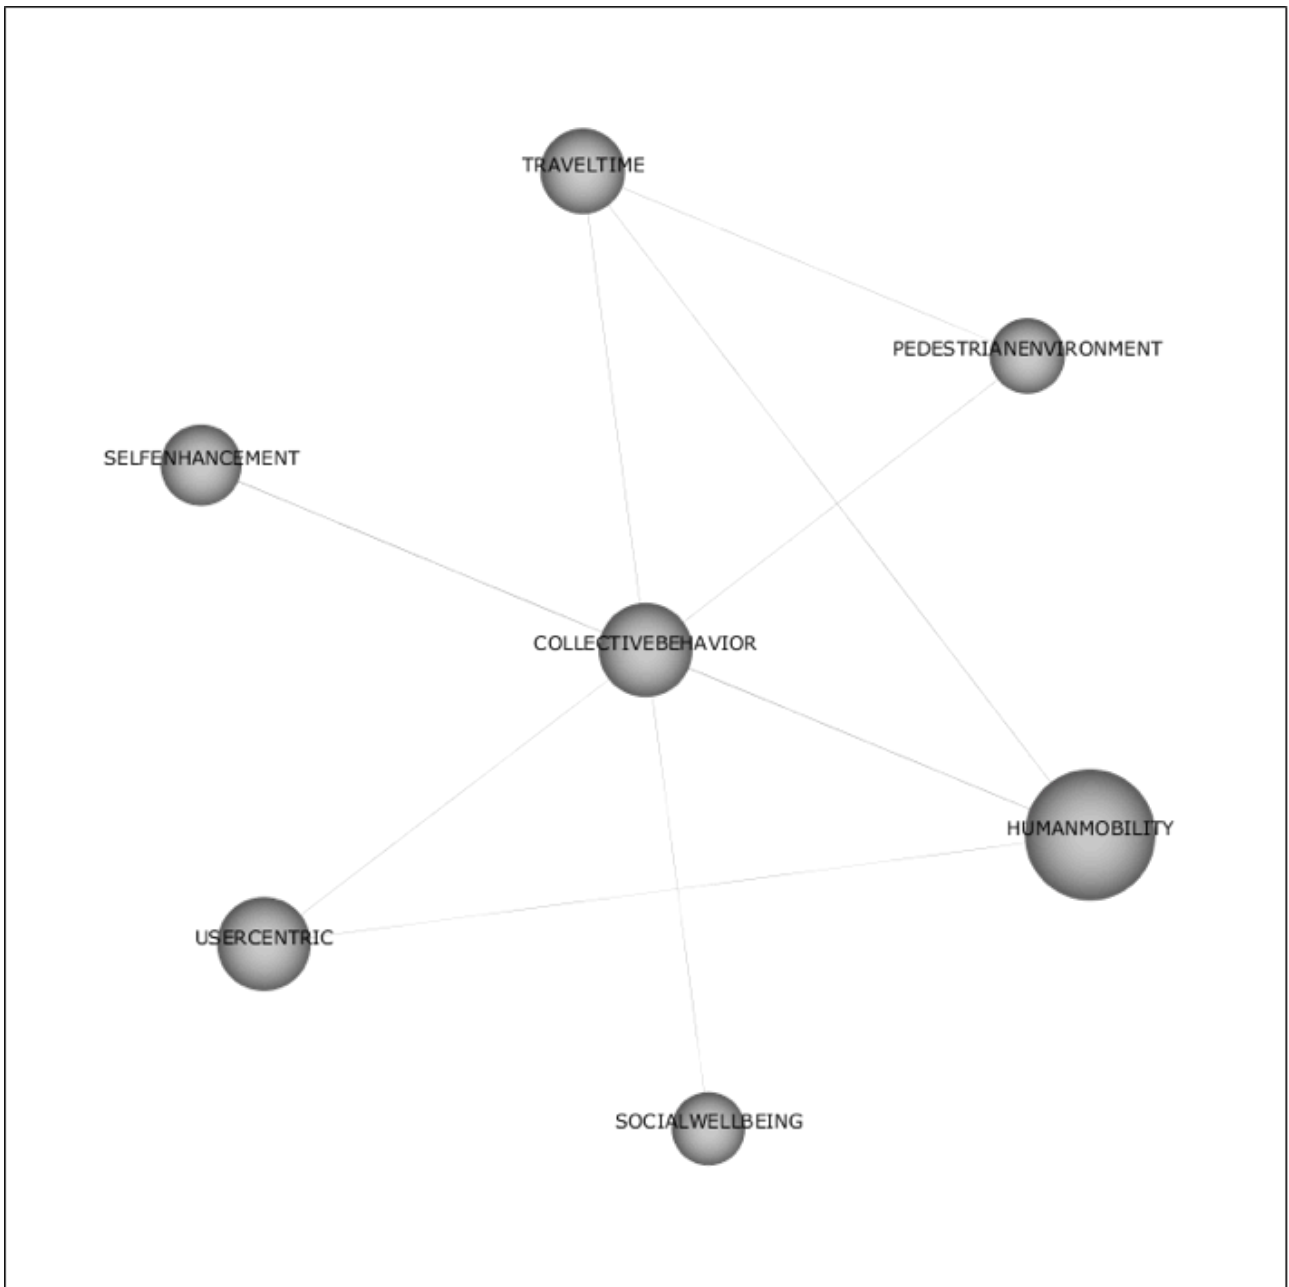 TRAVELTIME
PEDESTRIANENVIRONMENT
SELFENHANCEMENT
COLLECTIVEBEHAVIOR
HUMANMOBILITY
USERCENTRIC
SOCIALWELLBEING